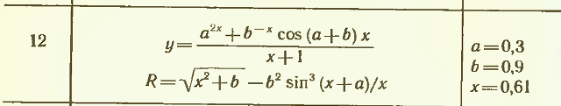 12
y = (a^{2x} + b^{-x} cos (a+b) x) / (x+1)
R = √(x²+b) − b² sin³ (x+a)/x
a=0,3
b=0,9
x=0,61